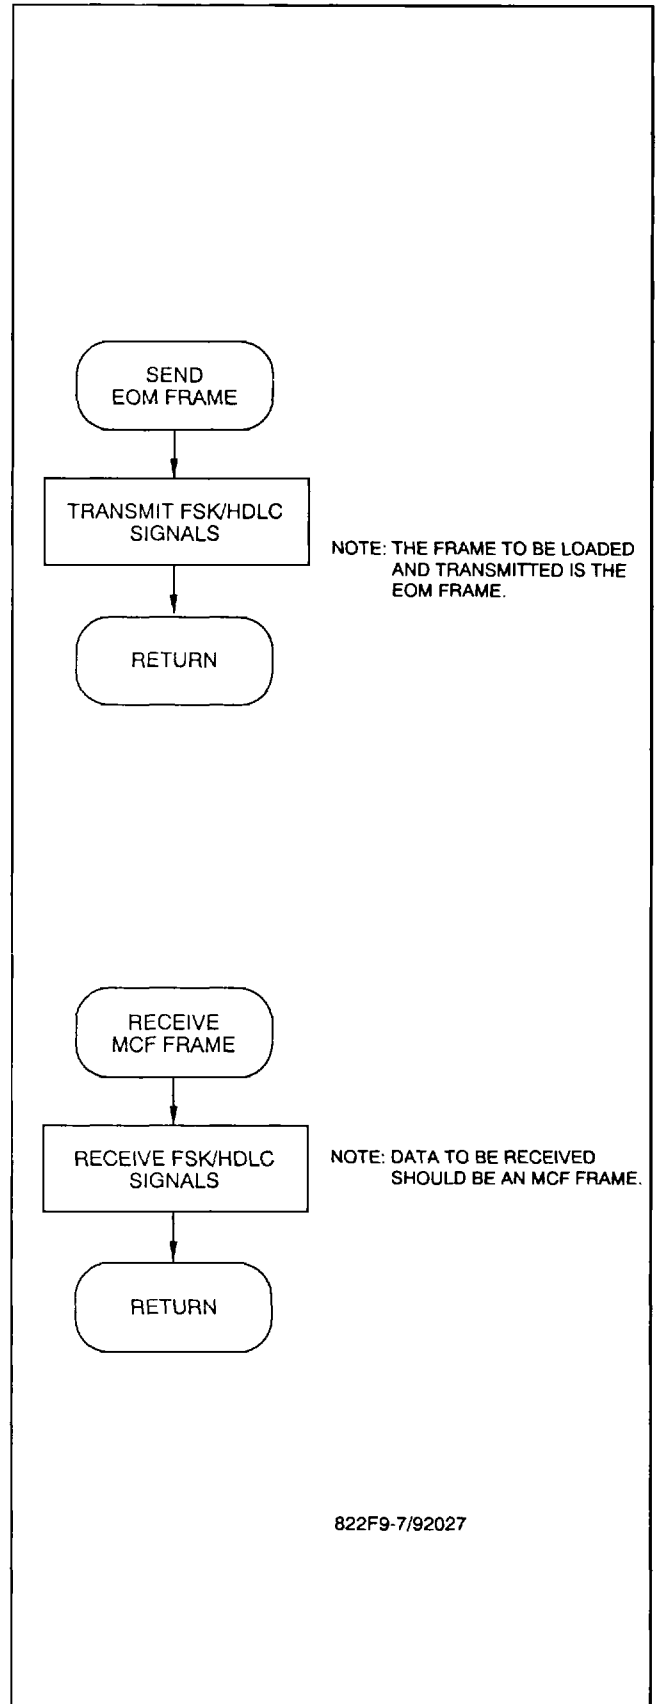 SEND
EOM FRAME
TRANSMIT FSK/HDLC
SIGNALS
NOTE: THE FRAME TO BE LOADED
AND TRANSMITTED IS THE
EOM FRAME.
RETURN
RECEIVE
MCF FRAME
RECEIVE FSK/HDLC
SIGNALS
NOTE: DATA TO BE RECEIVED
SHOULD BE AN MCF FRAME.
RETURN
822F9-7/92027